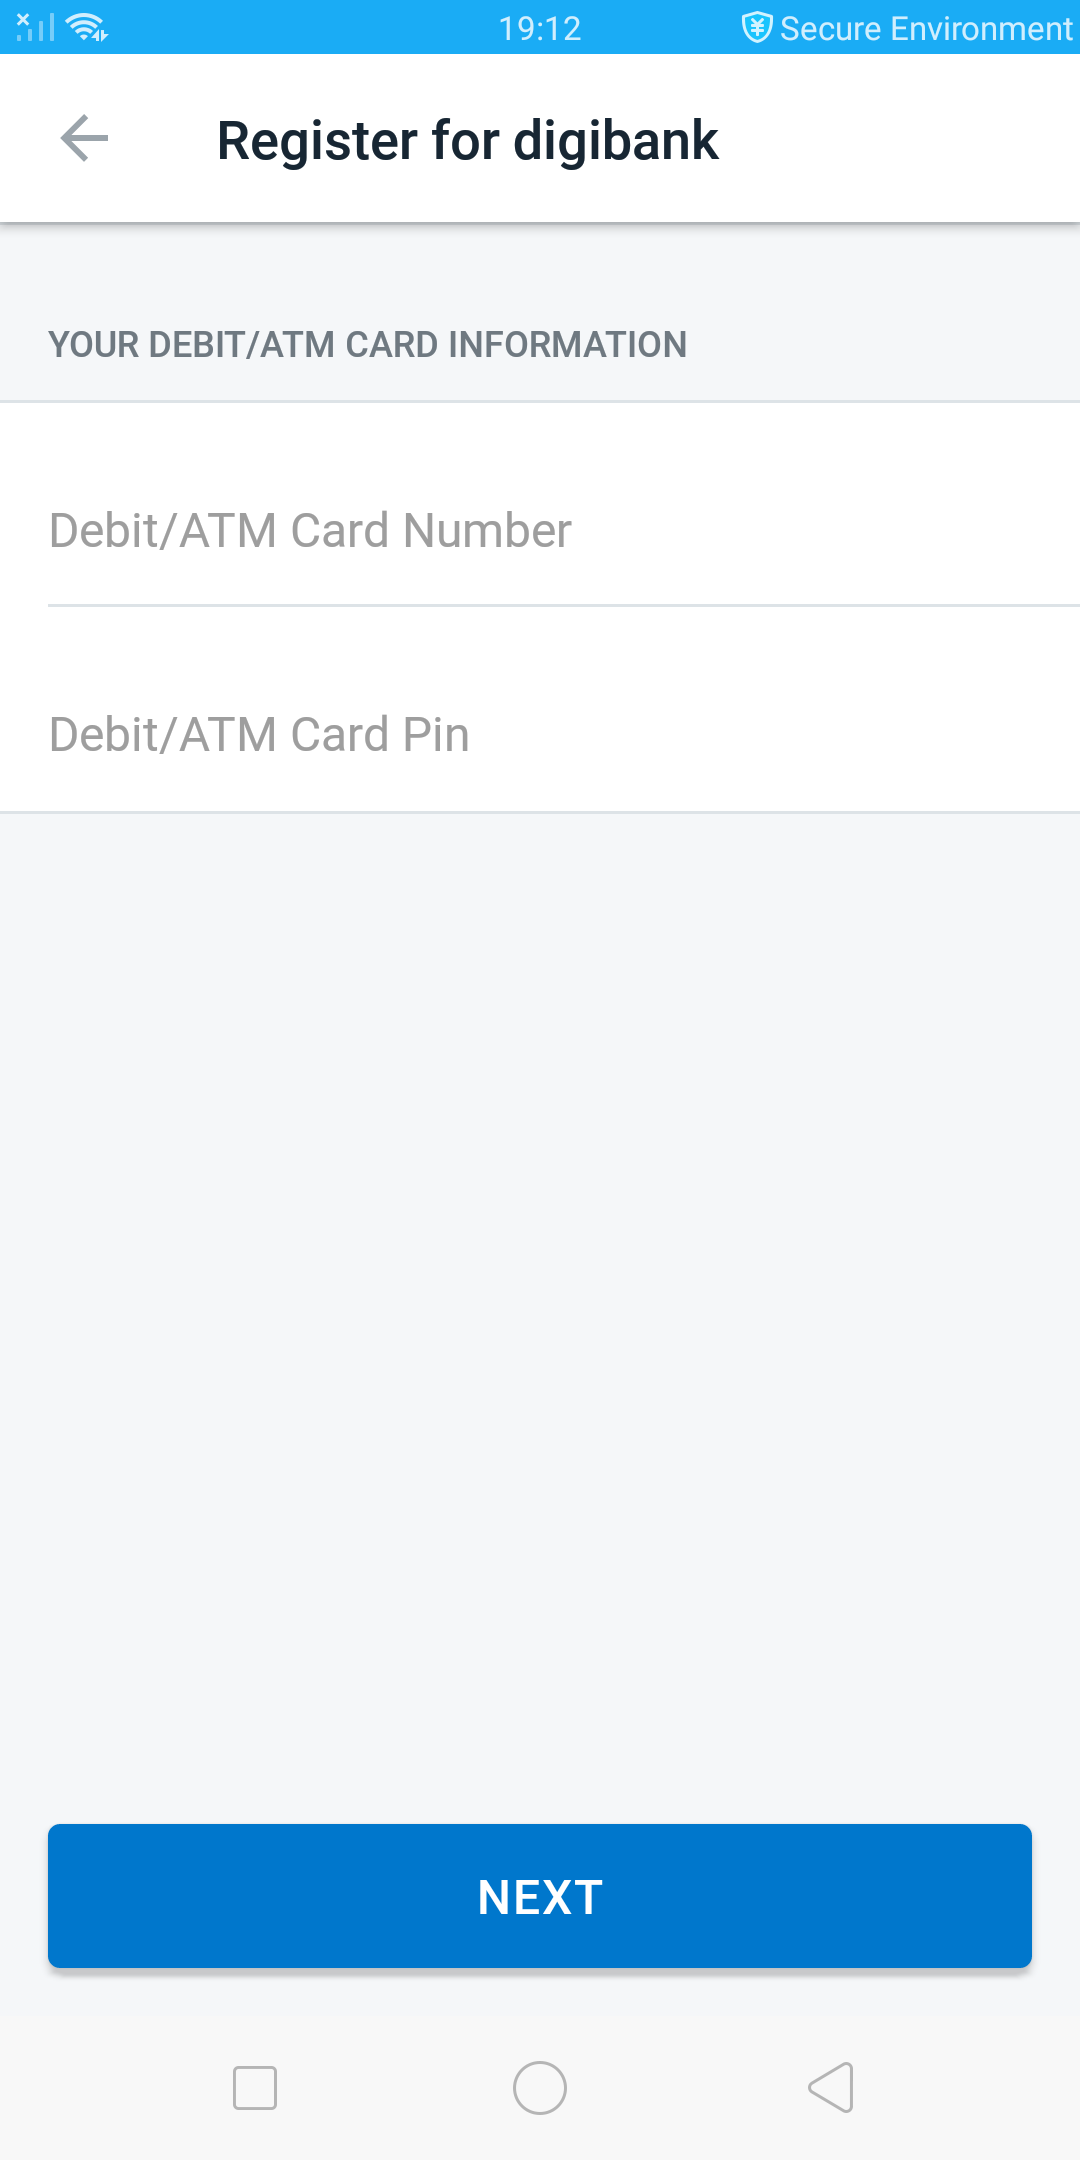 19:12
Secure Environment
Register for digibank
YOUR DEBIT/ATM CARD INFORMATION
Debit/ATM Card Number
Debit/ATM Card Pin
NEXT